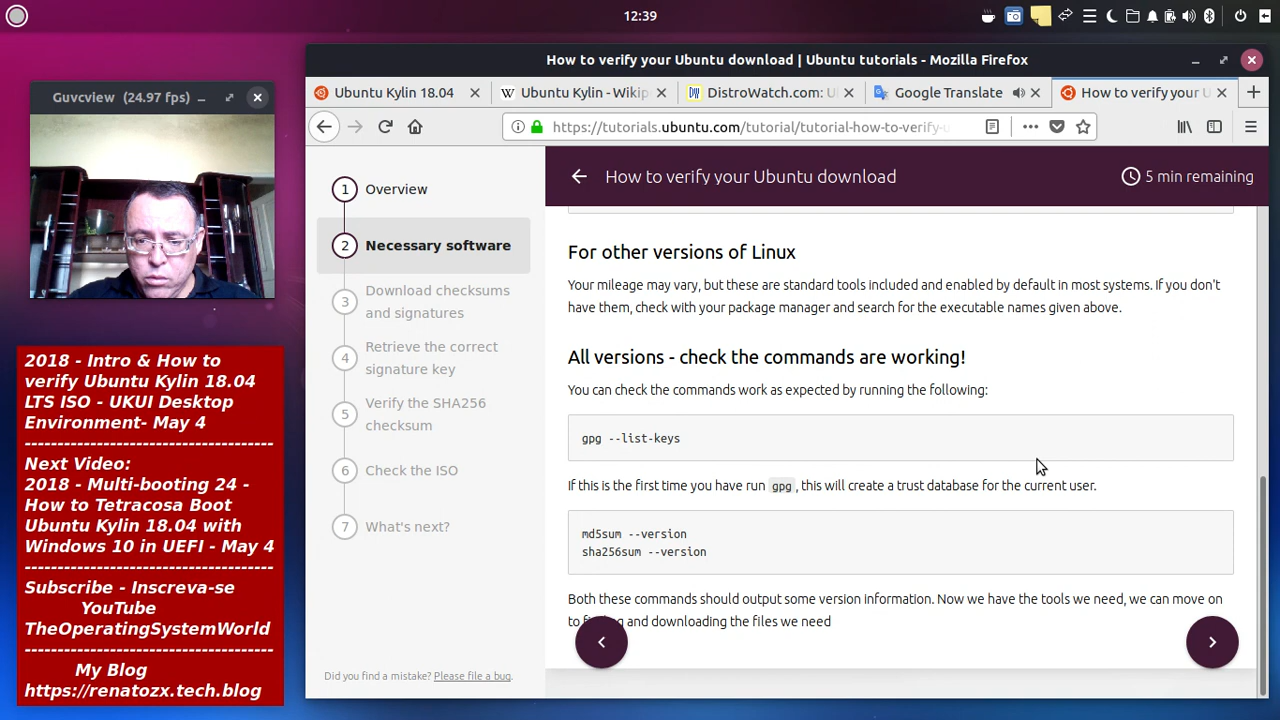 12:39
Guvcview (24.97 fps)
How to verify your Ubuntu download | Ubuntu tutorials - Mozilla Firefox
Ubuntu Kylin 18.04
Ubuntu Kylin - Wikip
DistroWatch.com: U
Google Translate
How to verify your U
https://tutorials.ubuntu.com/tutorial/tutorial-how-to-verify-u
1 Overview
2 Necessary software
3 Download checksums
and signatures
4 Retrieve the correct
signature key
5 Verify the SHA256
checksum
6 Check the ISO
7 What's next?
Did you find a mistake? Please file a bug.
How to verify your Ubuntu download
5 min remaining
For other versions of Linux
Your mileage may vary, but these are standard tools included and enabled by default in most systems. If you don't
have them, check with your package manager and search for the executable names given above.
All versions - check the commands are working!
You can check the commands work as expected by running the following:
gpg --list-keys
If this is the first time you have run gpg, this will create a trust database for the current user.
md5sum --version
sha256sum --version
Both these commands should output some version information. Now we have the tools we need, we can move on
to and downloading the files we need
2018 - Intro & How to
verify Ubuntu Kylin 18.04
LTS ISO - UKUI Desktop
Environment- May 4
--------------------------------------
Next Video:
2018 - Multi-booting 24 -
How to Tetracosa Boot
Ubuntu Kylin 18.04 with
Windows 10 in UEFI - May 4
--------------------------------------
Subscribe - Inscreva-se
YouTube
TheOperatingSystemWorld
--------------------------------------
My Blog
https://renatozx.tech.blog